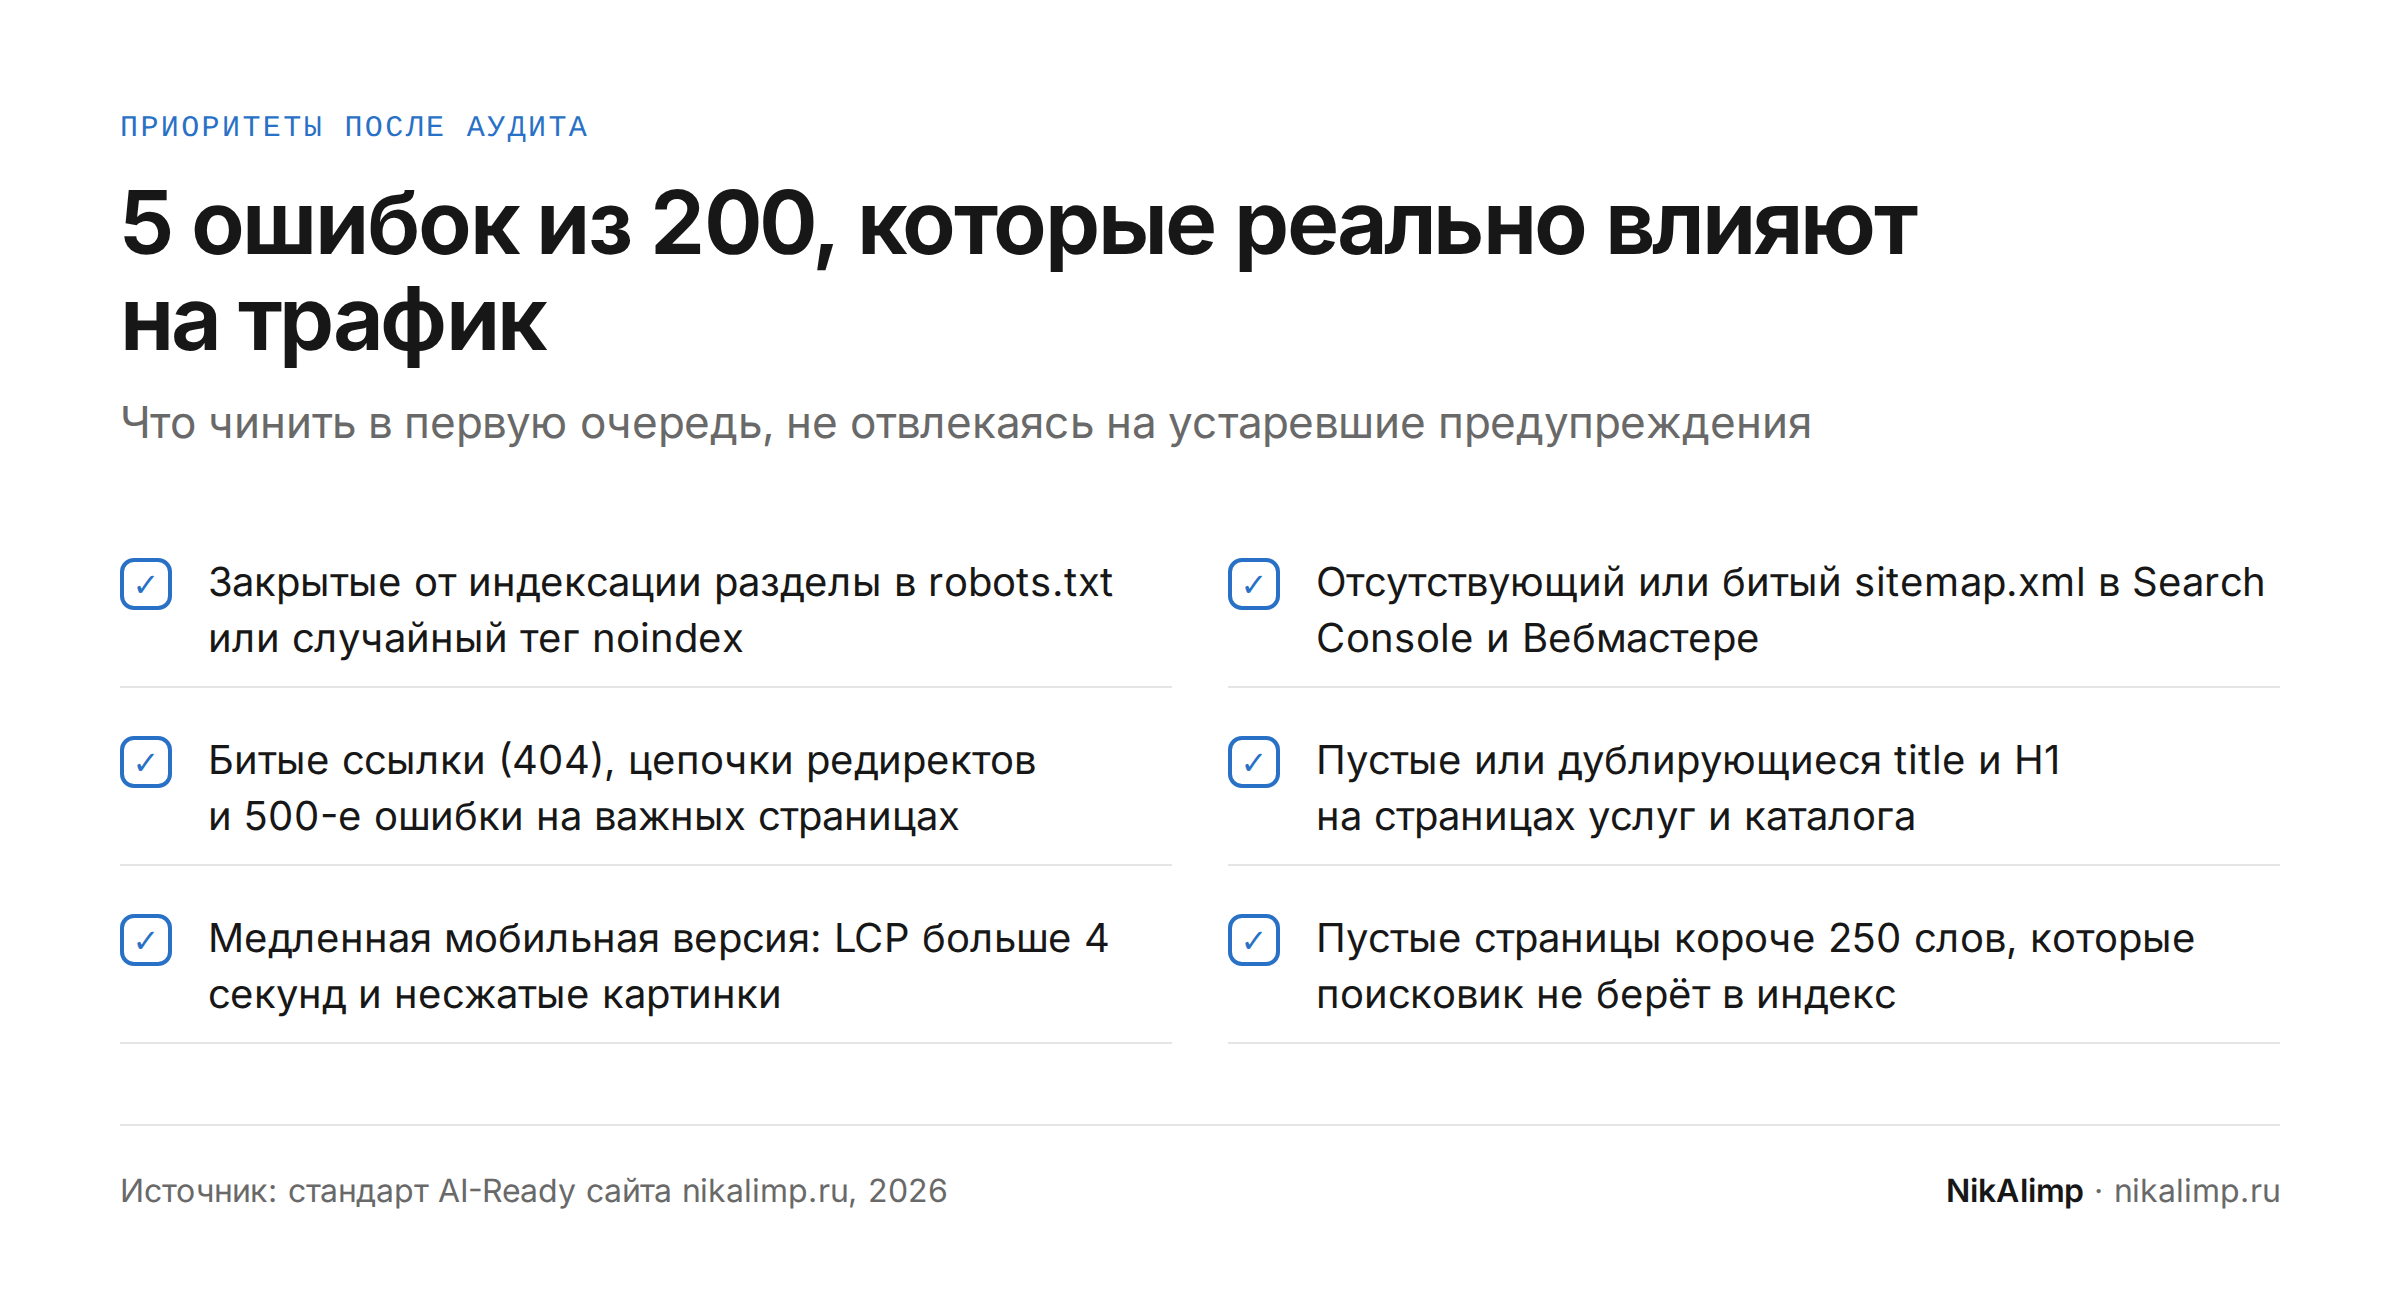 ПРИОРИТЕТЫ ПОСЛЕ АУДИТА
5 ошибок из 200, которые реально влияют
на трафик
Что чинить в первую очередь, не отвлекаясь на устаревшие предупреждения
✓ Закрытые от индексации разделы в robots.txt
или случайный тег noindex
✓ Отсутствующий или битый sitemap.xml в Search
Console и Вебмастере
✓ Битые ссылки (404), цепочки редиректов
и 500-е ошибки на важных страницах
✓ Пустые или дублирующиеся title и H1
на страницах услуг и каталога
✓ Медленная мобильная версия: LCP больше 4
секунд и несжатые картинки
✓ Пустые страницы короче 250 слов, которые
поисковик не берёт в индекс
Источник: стандарт AI-Ready сайта nikalimp.ru, 2026
NikAlimp · nikalimp.ru